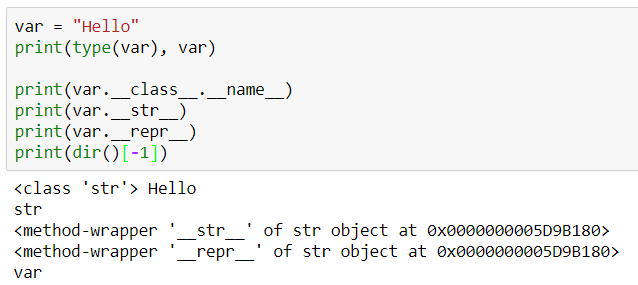 var = "Hello"
print(type(var), var)
print(var.__class__.__name__)
print(var.__str__)
print(var.__repr__)
print(dir()[-1])
<class 'str'> Hello
str
<method-wrapper '__str__' of str object at 0x0000000005D9B180>
<method-wrapper '__repr__' of str object at 0x0000000005D9B180>
var